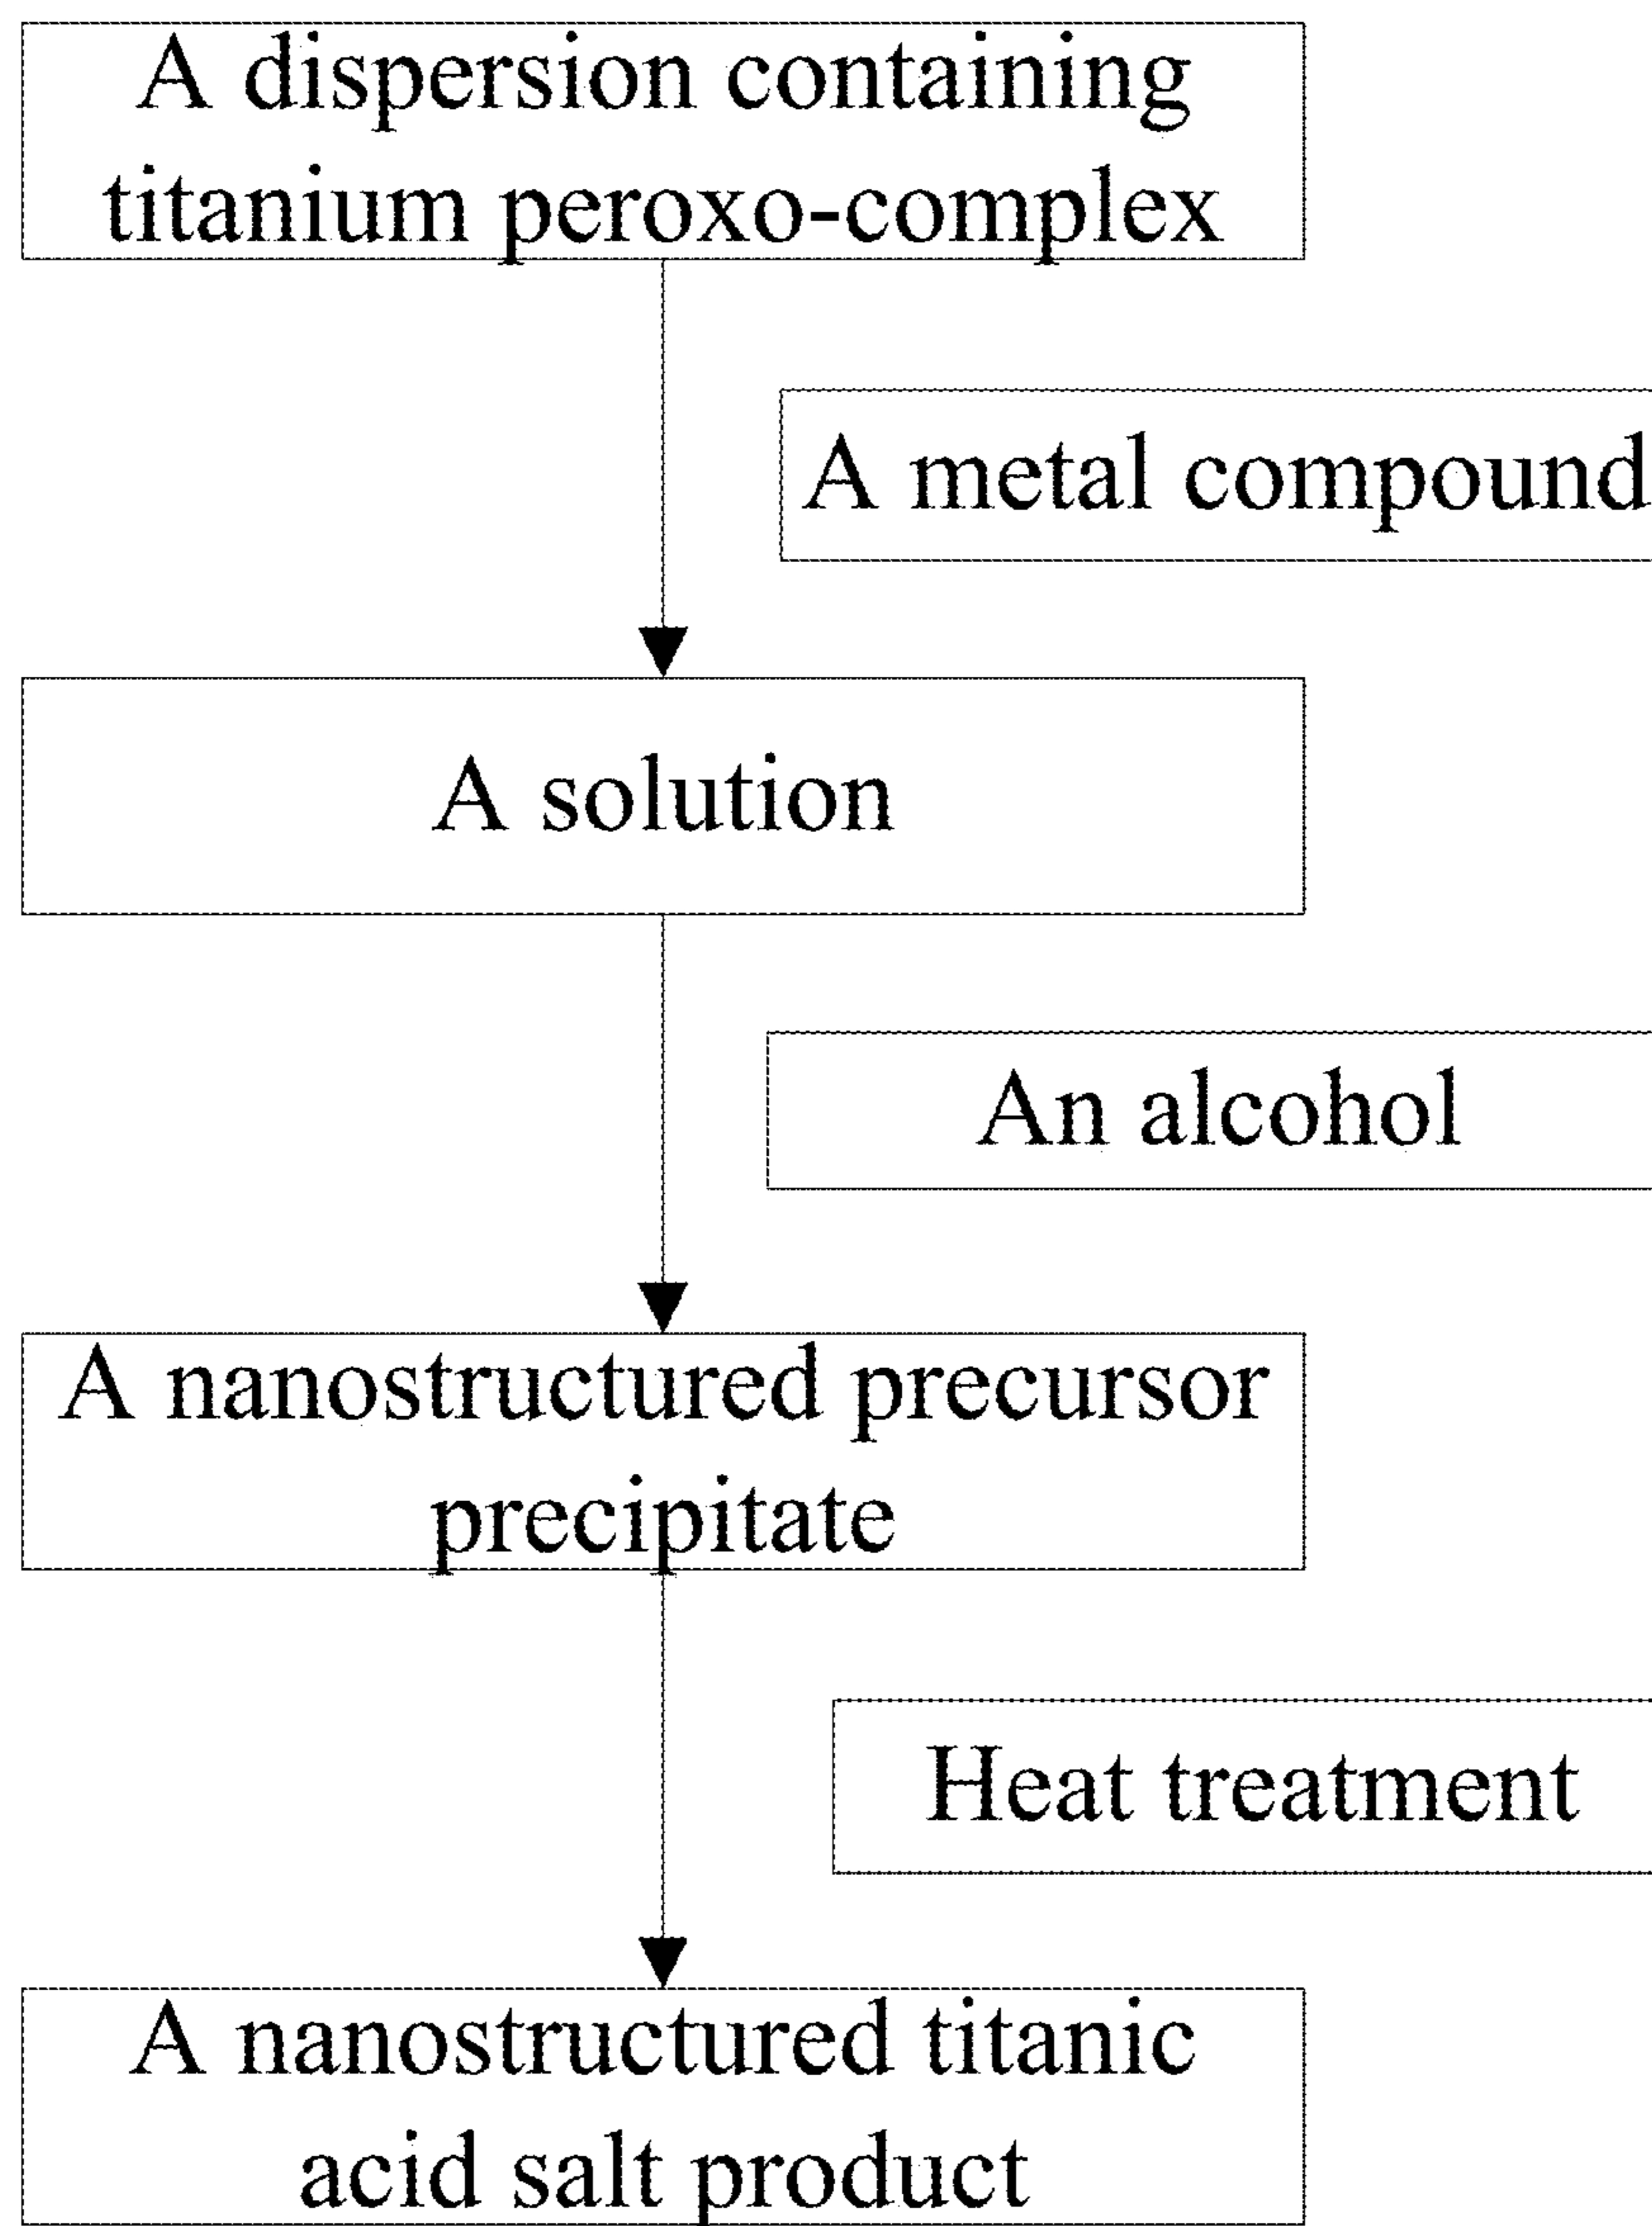 A dispersion containing
titanium peroxo-complex
A metal compound
A solution
An alcohol
A nanostructured precursor
precipitate
Heat treatment
A nanostructured titanic
acid salt product